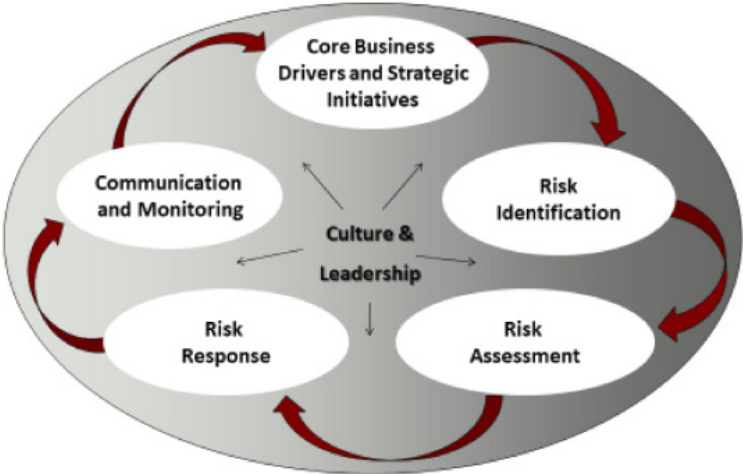 Core Business
Drivers and Strategic
Initiatives
Communication
and Monitoring
Risk
Identification
Culture &
Leadership
Risk
Response
Risk
Assessment